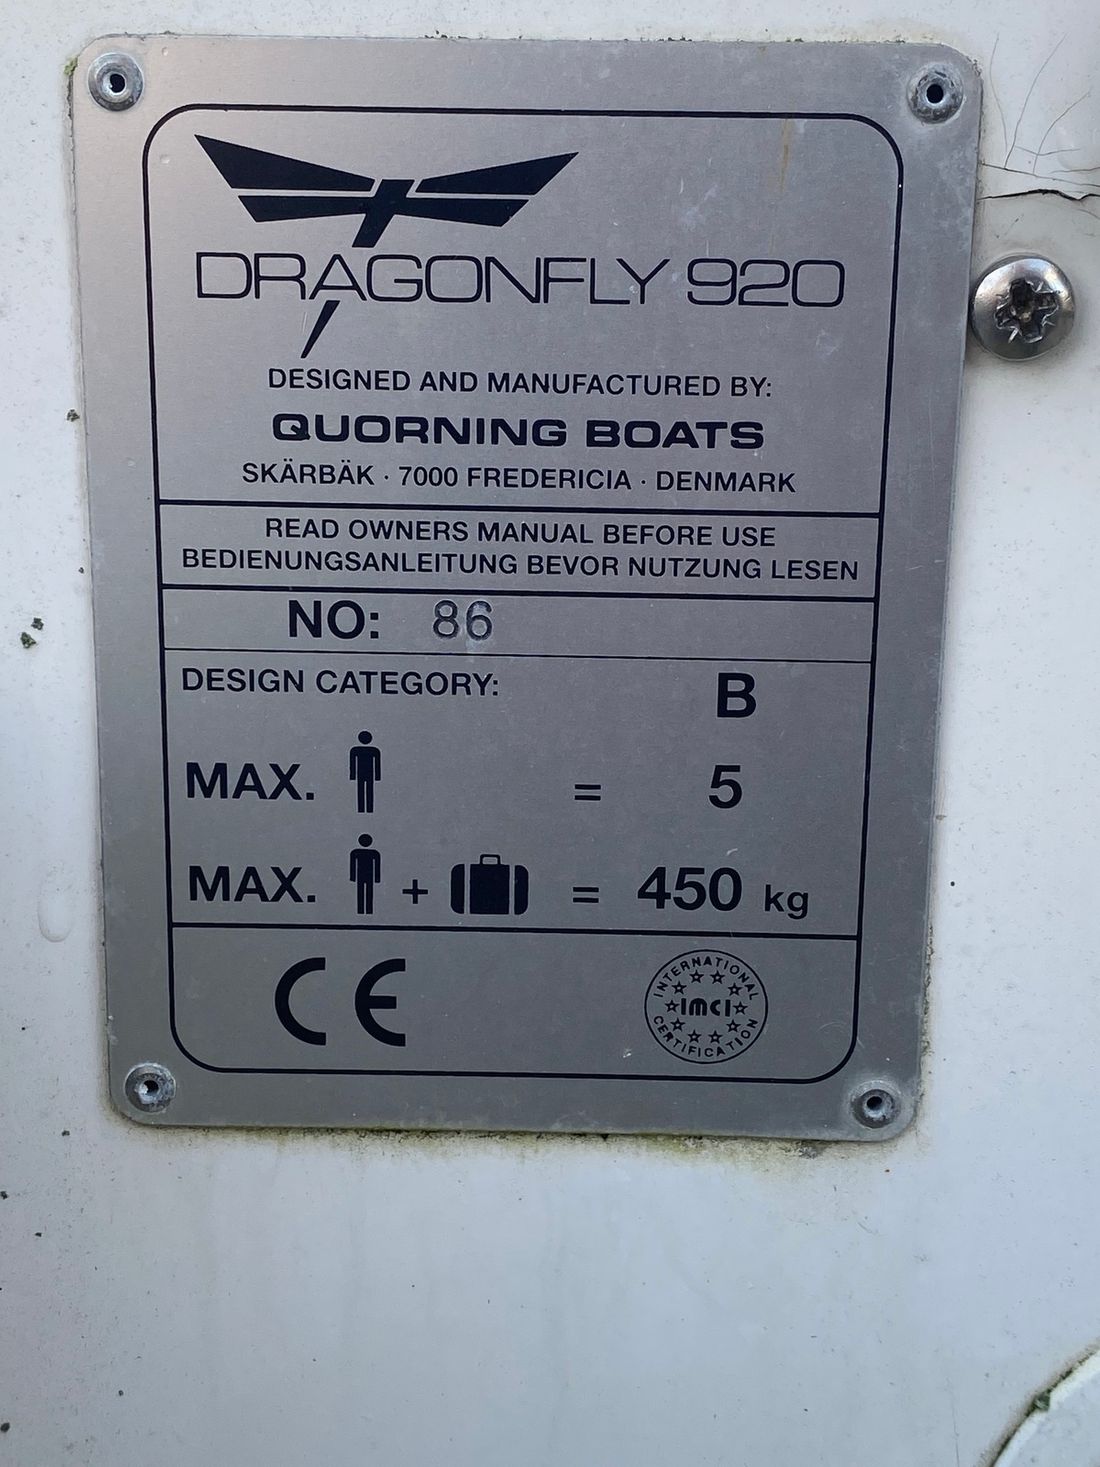 DRAGONFLY 920
DESIGNED AND MANUFACTURED BY:
QUORNING BOATS
SKÄRBÄK · 7000 FREDERICIA · DENMARK
READ OWNERS MANUAL BEFORE USE
BEDIENUNGSANLEITUNG BEVOR NUTZUNG LESEN
NO: 86
DESIGN CATEGORY: B
MAX. = 5
MAX. + = 450 kg
CE
INTERNATIONAL
IMCI
CERTIFICATION